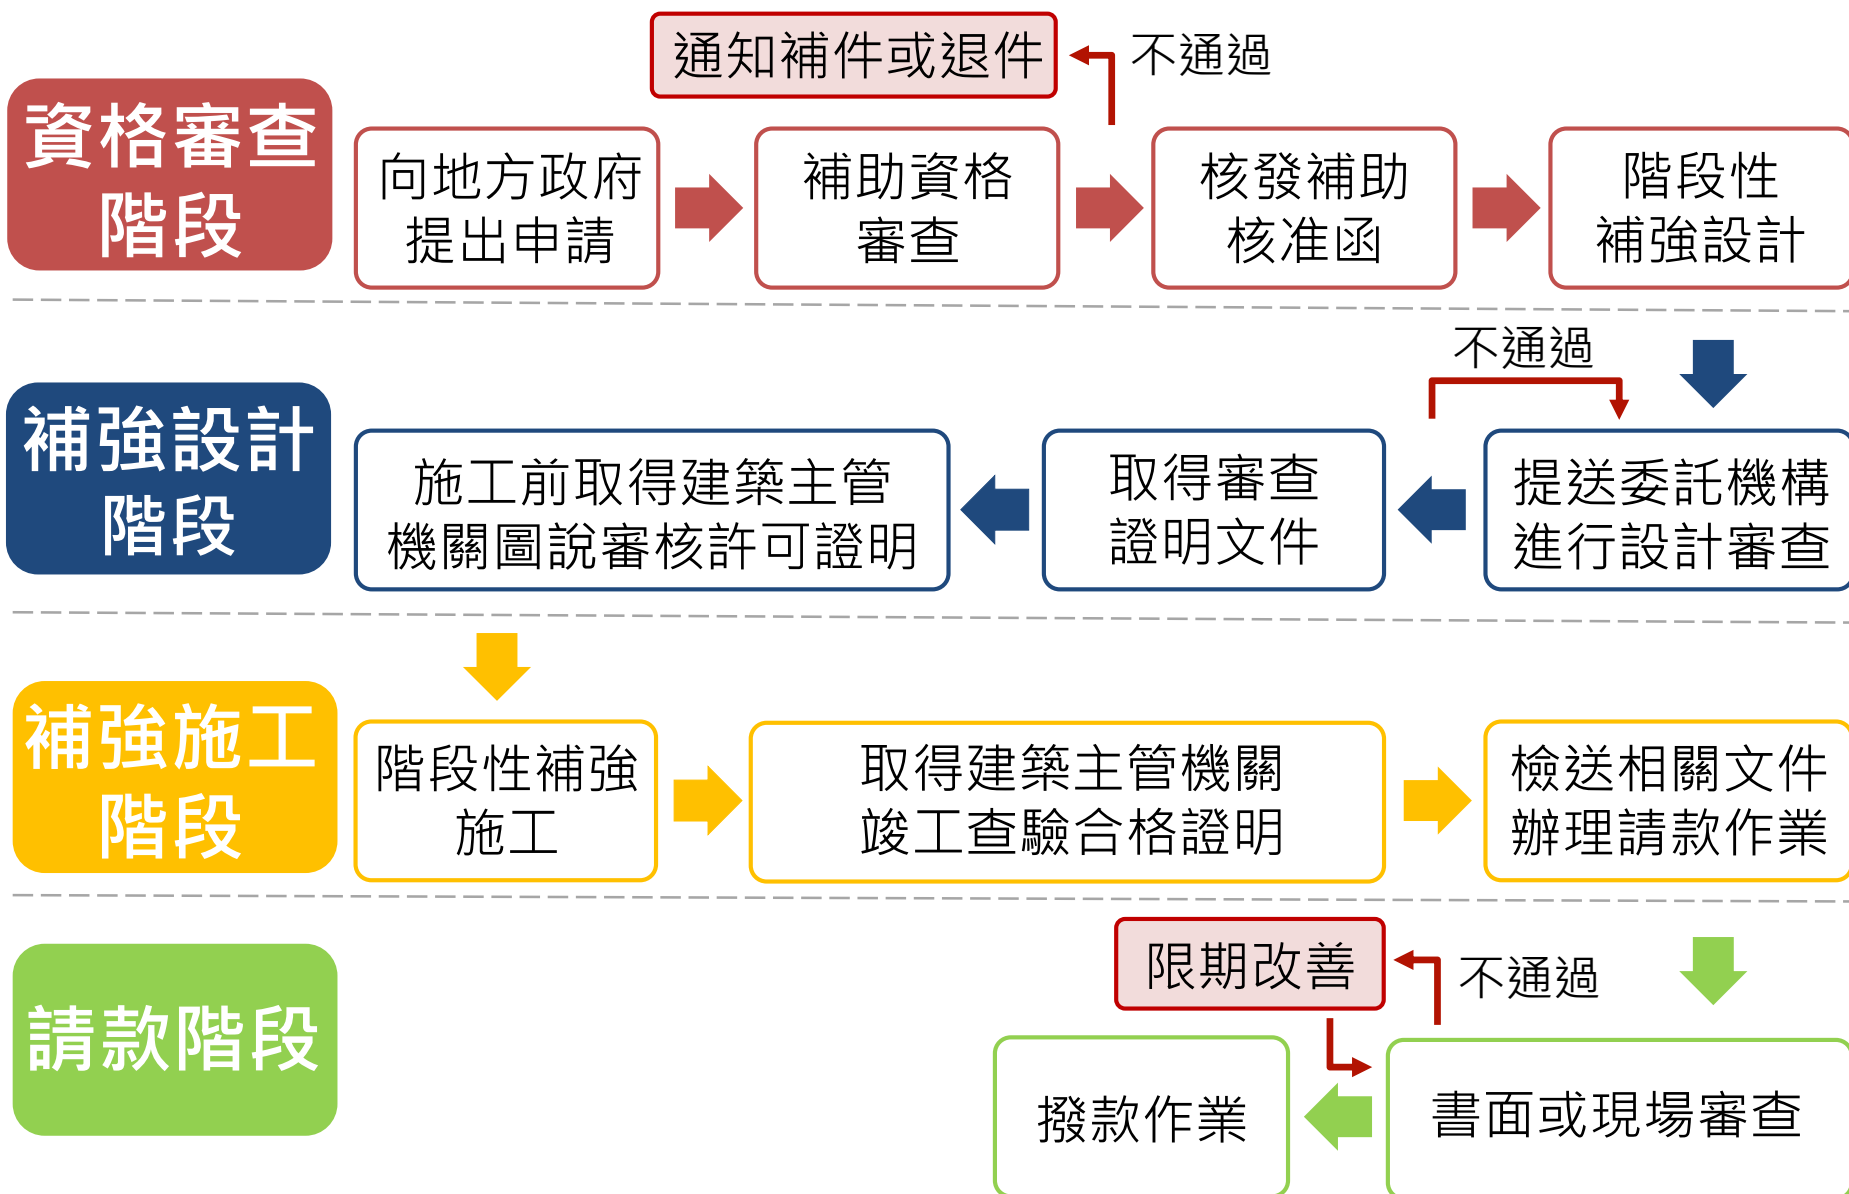 通知補件或退件
不通過
資格審查
階段
向地方政府
提出申請
補助資格
審查
核發補助
核准函
階段性
補強設計
不通過
補強設計
階段
施工前取得建築主管
機關圖說審核許可證明
取得審查
證明文件
提送委託機構
進行設計審查
補強施工
階段
階段性補強
施工
取得建築主管機關
竣工查驗合格證明
檢送相關文件
辦理請款作業
限期改善
不通過
請款階段
撥款作業
書面或現場審查